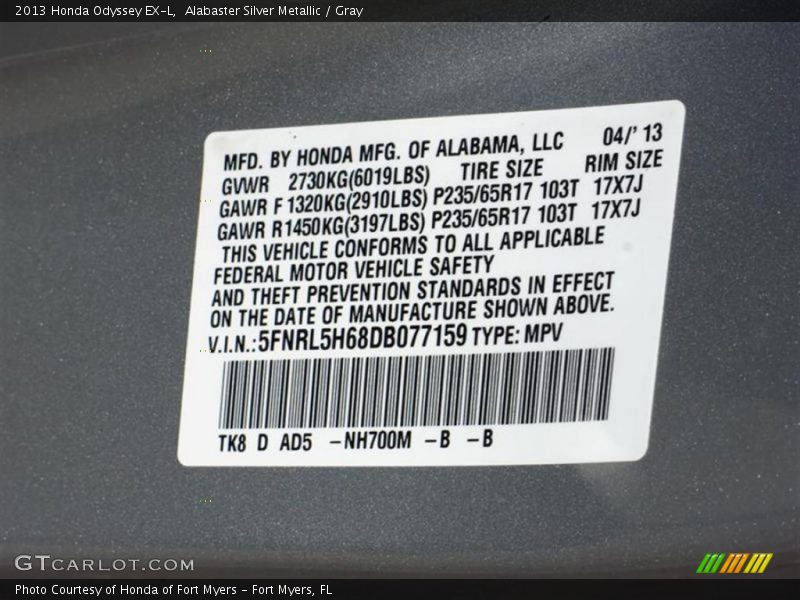 2013 Honda Odyssey EX-L,  Alabaster Silver Metallic / Gray
MFD. BY HONDA MFG. OF ALABAMA, LLC 04/' 13
GVWR 2730KG(6019LBS) TIRE SIZE RIM SIZE
GAWR F 1320KG(2910LBS) P235/65R17 103T 17X7J
GAWR R1450KG(3197LBS) P235/65R17 103T 17X7J
THIS VEHICLE CONFORMS TO ALL APPLICABLE
FEDERAL MOTOR VEHICLE SAFETY
AND THEFT PREVENTION STANDARDS IN EFFECT
ON THE DATE OF MANUFACTURE SHOWN ABOVE.
V.I.N.:5FNRL5H68DB077159 TYPE: MPV
TK8 D AD5 –NH700M –B –B
GTCARLOT.COM
Photo Courtesy of Honda of Fort Myers - Fort Myers, FL